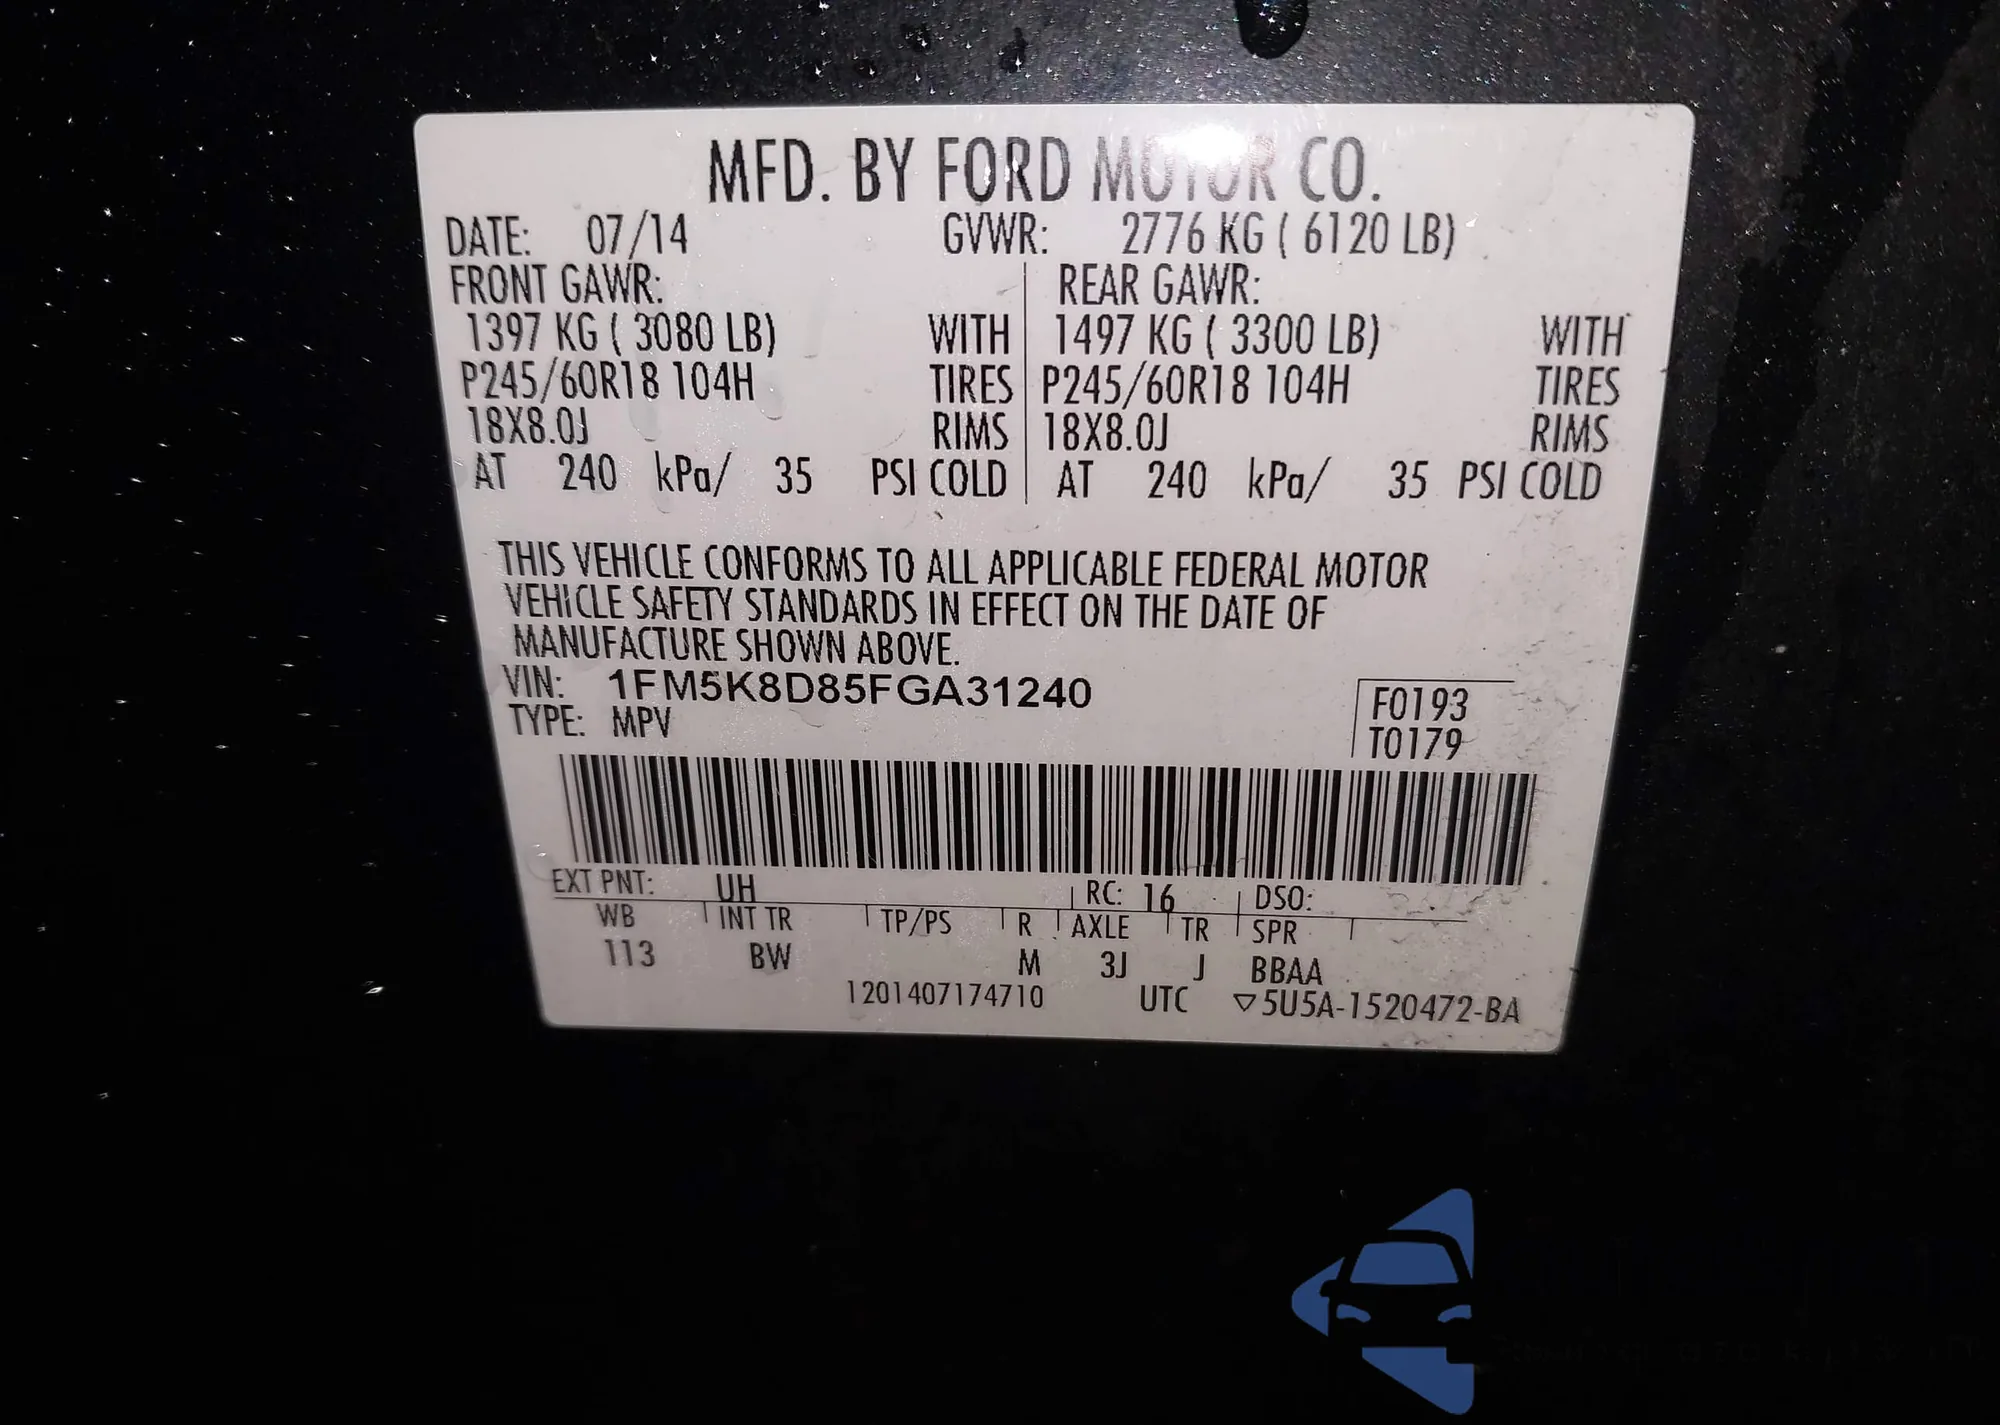 MFD. BY FORD MOTOR CO.
DATE: 07/14 GVWR: 2776 KG ( 6120 LB)
FRONT GAWR: REAR GAWR:
1397 KG ( 3080 LB) WITH 1497 KG ( 3300 LB) WITH
P245/60R18 104H TIRES P245/60R18 104H TIRES
18X8.0J RIMS 18X8.0J RIMS
AT 240 kPa/ 35 PSI COLD AT 240 kPa/ 35 PSI COLD
THIS VEHICLE CONFORMS TO ALL APPLICABLE FEDERAL MOTOR
VEHICLE SAFETY STANDARDS IN EFFECT ON THE DATE OF
MANUFACTURE SHOWN ABOVE.
VIN: 1FM5K8D85FGA31240 F0193
TYPE: MPV T0179
EXT PNT: UH RC: 16 DSO:
WB INT TR TP/PS R AXLE TR SPR
113 BW M 3J J BBAA
1201407174710 UTC ▽5U5A-1520472-BA